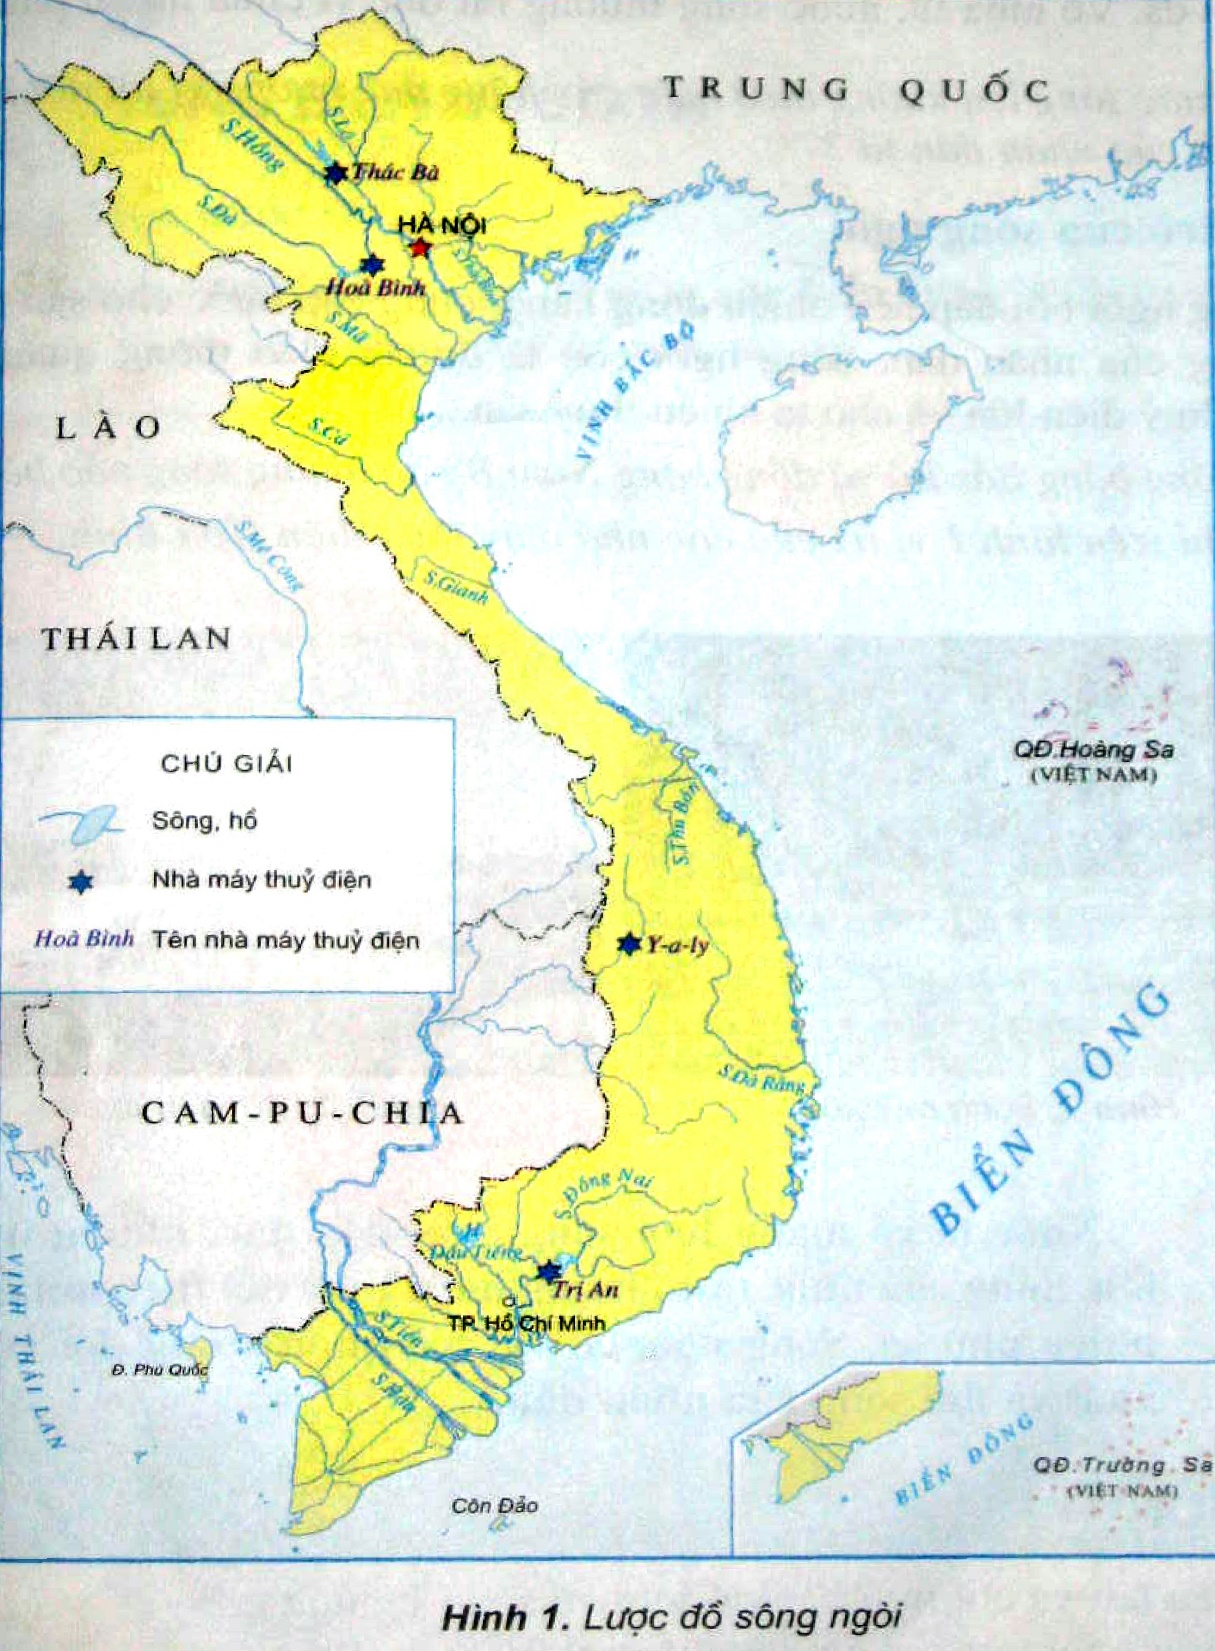 TRUNG QUỐC
S.Hồng
S.Lô
Thác Bà
S.Đà
HÀ NỘI
Hoà Bình
S.Mã
VỊNH BẮC BỘ
LÀO
S.Cả
S.Mê Công
S.Gianh
THÁI LAN
QĐ.Hoàng Sa
(VIỆT NAM)
CHÚ GIẢI
Sông, hồ
Nhà máy thuỷ điện
Hoà Bình Tên nhà máy thuỷ điện
S.Thu Bồn
Y-a-ly
S.Đà Rằng
BIỂN ĐÔNG
CAM-PU-CHIA
S.Đồng Nai
H.
Dầu Tiếng
Trị An
TP. Hồ Chí Minh
S.Tiền
S.Hậu
VỊNH THÁI LAN
Đ. Phú Quốc
Côn Đảo
BIỂN ĐÔNG
QĐ.Trường Sa
(VIỆT NAM)
Hình 1. Lược đồ sông ngòi